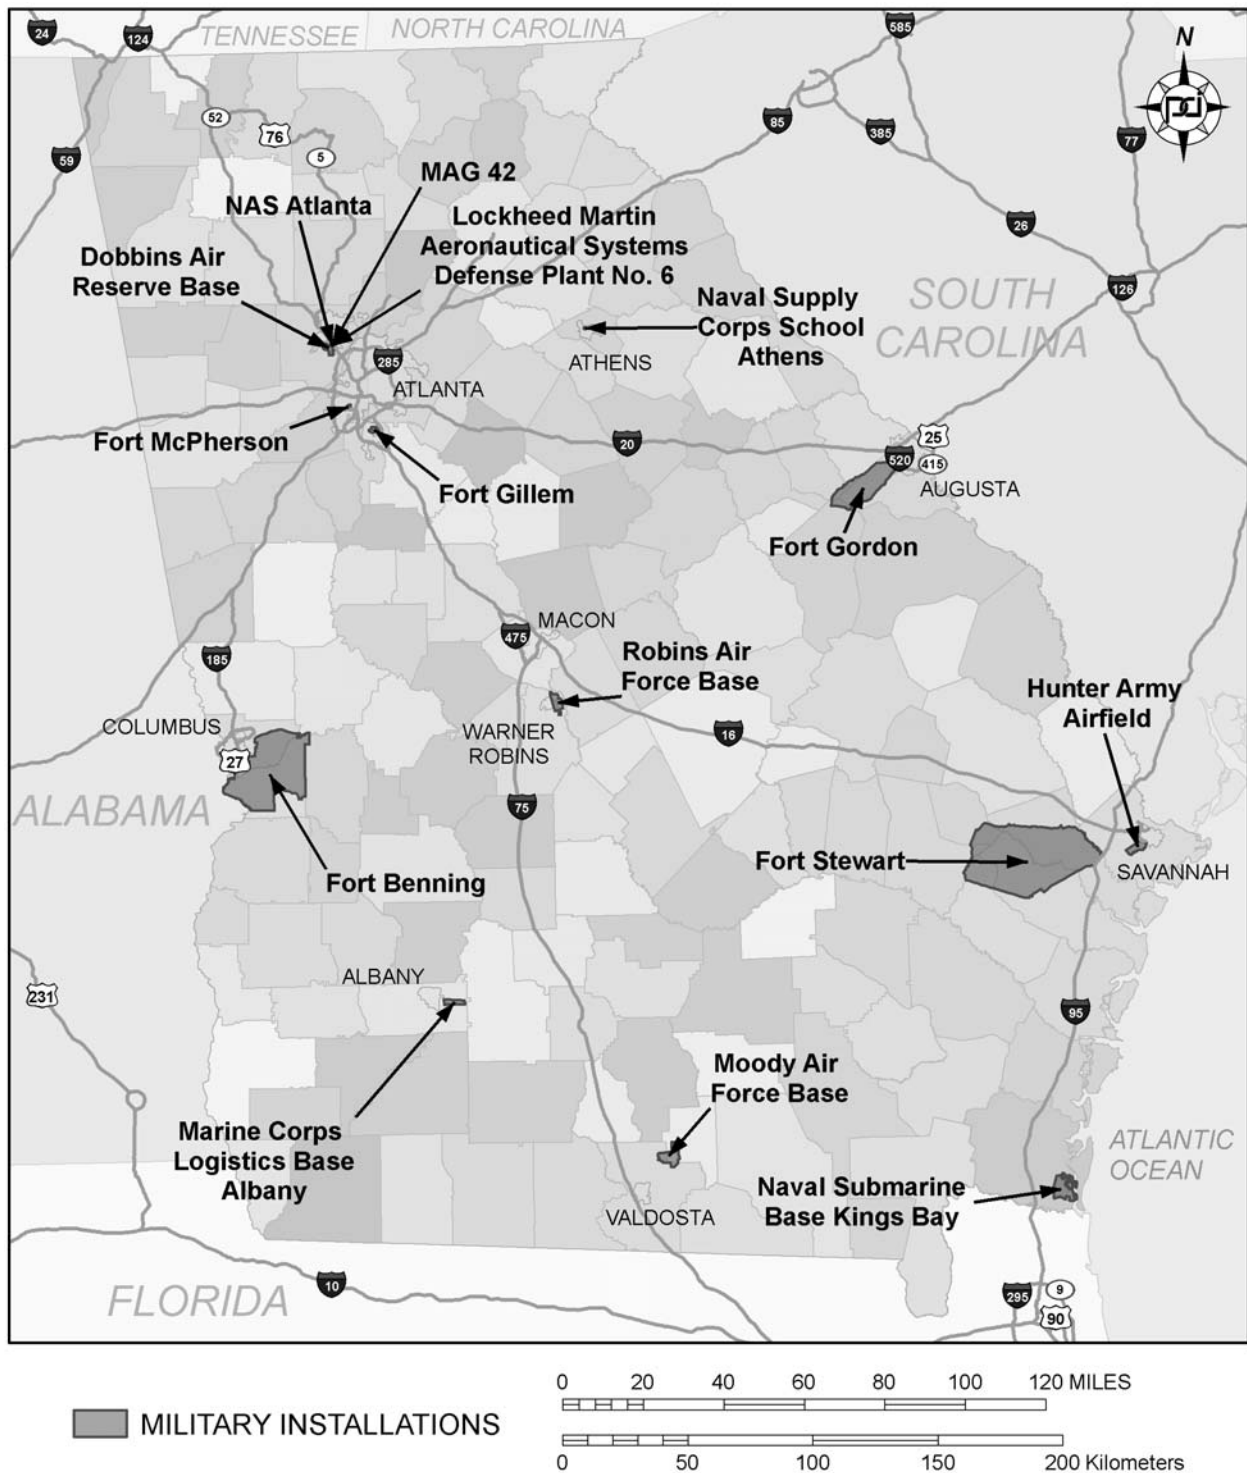 24
124
TENNESSEE
NORTH CAROLINA
585
N
pci
52
76
5
59
85
385
77
MAG 42
NAS Atlanta
Lockheed Martin
Aeronautical Systems
Defense Plant No. 6
Dobbins Air
Reserve Base
26
SOUTH
CAROLINA
126
Naval Supply
Corps School
Athens
ATHENS
285
ATLANTA
Fort McPherson
20
25
520
415
AUGUSTA
Fort Gillem
Fort Gordon
MACON
475
185
Robins Air
Force Base
Hunter Army
Airfield
COLUMBUS
WARNER
ROBINS
16
27
ALABAMA
75
Fort Stewart
SAVANNAH
Fort Benning
ALBANY
231
95
Moody Air
Force Base
Marine Corps
Logistics Base
Albany
ATLANTIC
OCEAN
Naval Submarine
Base Kings Bay
VALDOSTA
FLORIDA
10
295
9
90
MILITARY INSTALLATIONS
0 20 40 60 80 100 120 MILES
0 50 100 150 200 Kilometers